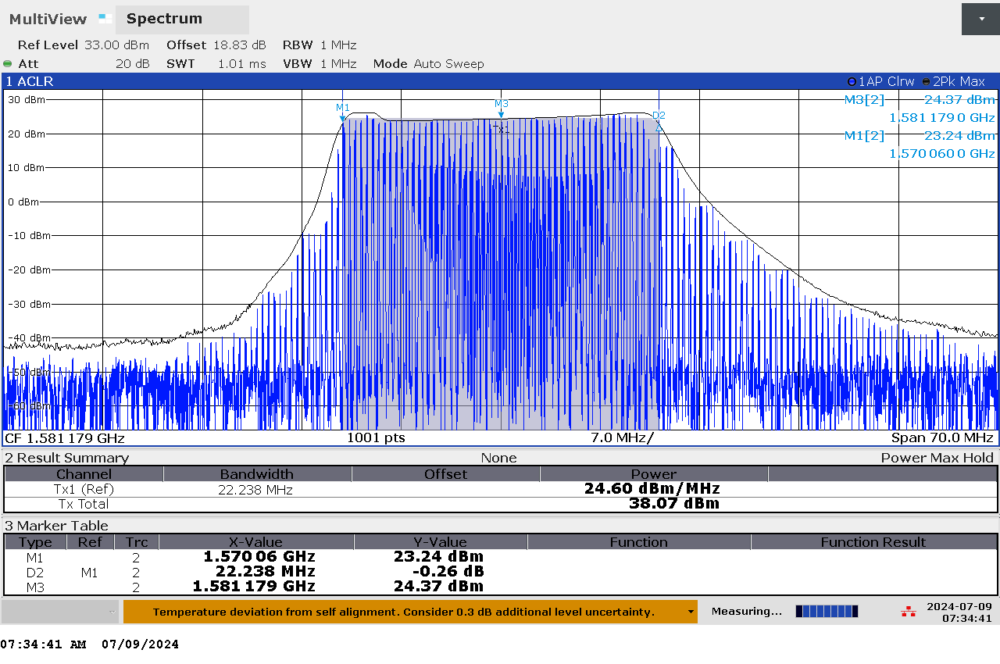 MultiView Spectrum
Ref Level 33.00 dBm Offset 18.83 dB RBW 1 MHz
Att 20 dB SWT 1.01 ms VBW 1 MHz Mode Auto Sweep
1 ACLR 1AP Clrw 2Pk Max
30 dBm
M1
M3
M3[2] 24.37 dBm
D2
1.581 179 0 GHz
Tx1
20 dBm
M1[2] 23.24 dBm
1.570 060 0 GHz
10 dBm
0 dBm
-10 dBm
-20 dBm
-30 dBm
-40 dBm
-50 dBm
-60 dBm
CF 1.581 179 GHz 1001 pts 7.0 MHz/ Span 70.0 MHz
2 Result Summary None Power Max Hold
Channel Bandwidth Offset Power
Tx1 (Ref) 22.238 MHz 24.60 dBm/MHz
Tx Total 38.07 dBm
3 Marker Table
Type Ref Trc X-Value Y-Value Function Function Result
M1 2 1.570 06 GHz 23.24 dBm
D2 M1 2 22.238 MHz -0.26 dB
M3 2 1.581 179 GHz 24.37 dBm
Temperature deviation from self alignment. Consider 0.3 dB additional level uncertainty. Measuring... 2024-07-09
07:34:41
07:34:41 AM 07/09/2024